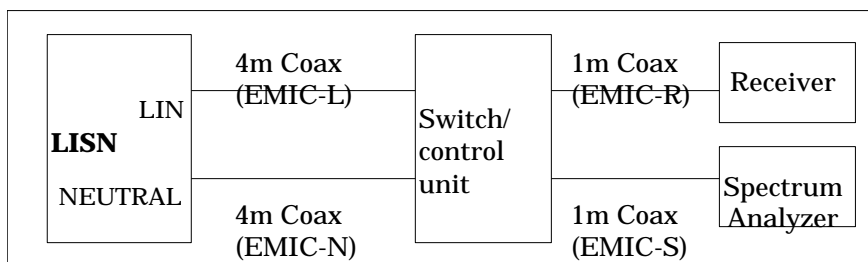 4m Coax
(EMIC-L)
1m Coax
(EMIC-R)
Receiver
LIN
LISN
NEUTRAL
Switch/
control
unit
4m Coax
(EMIC-N)
1m Coax
(EMIC-S)
Spectrum
Analyzer